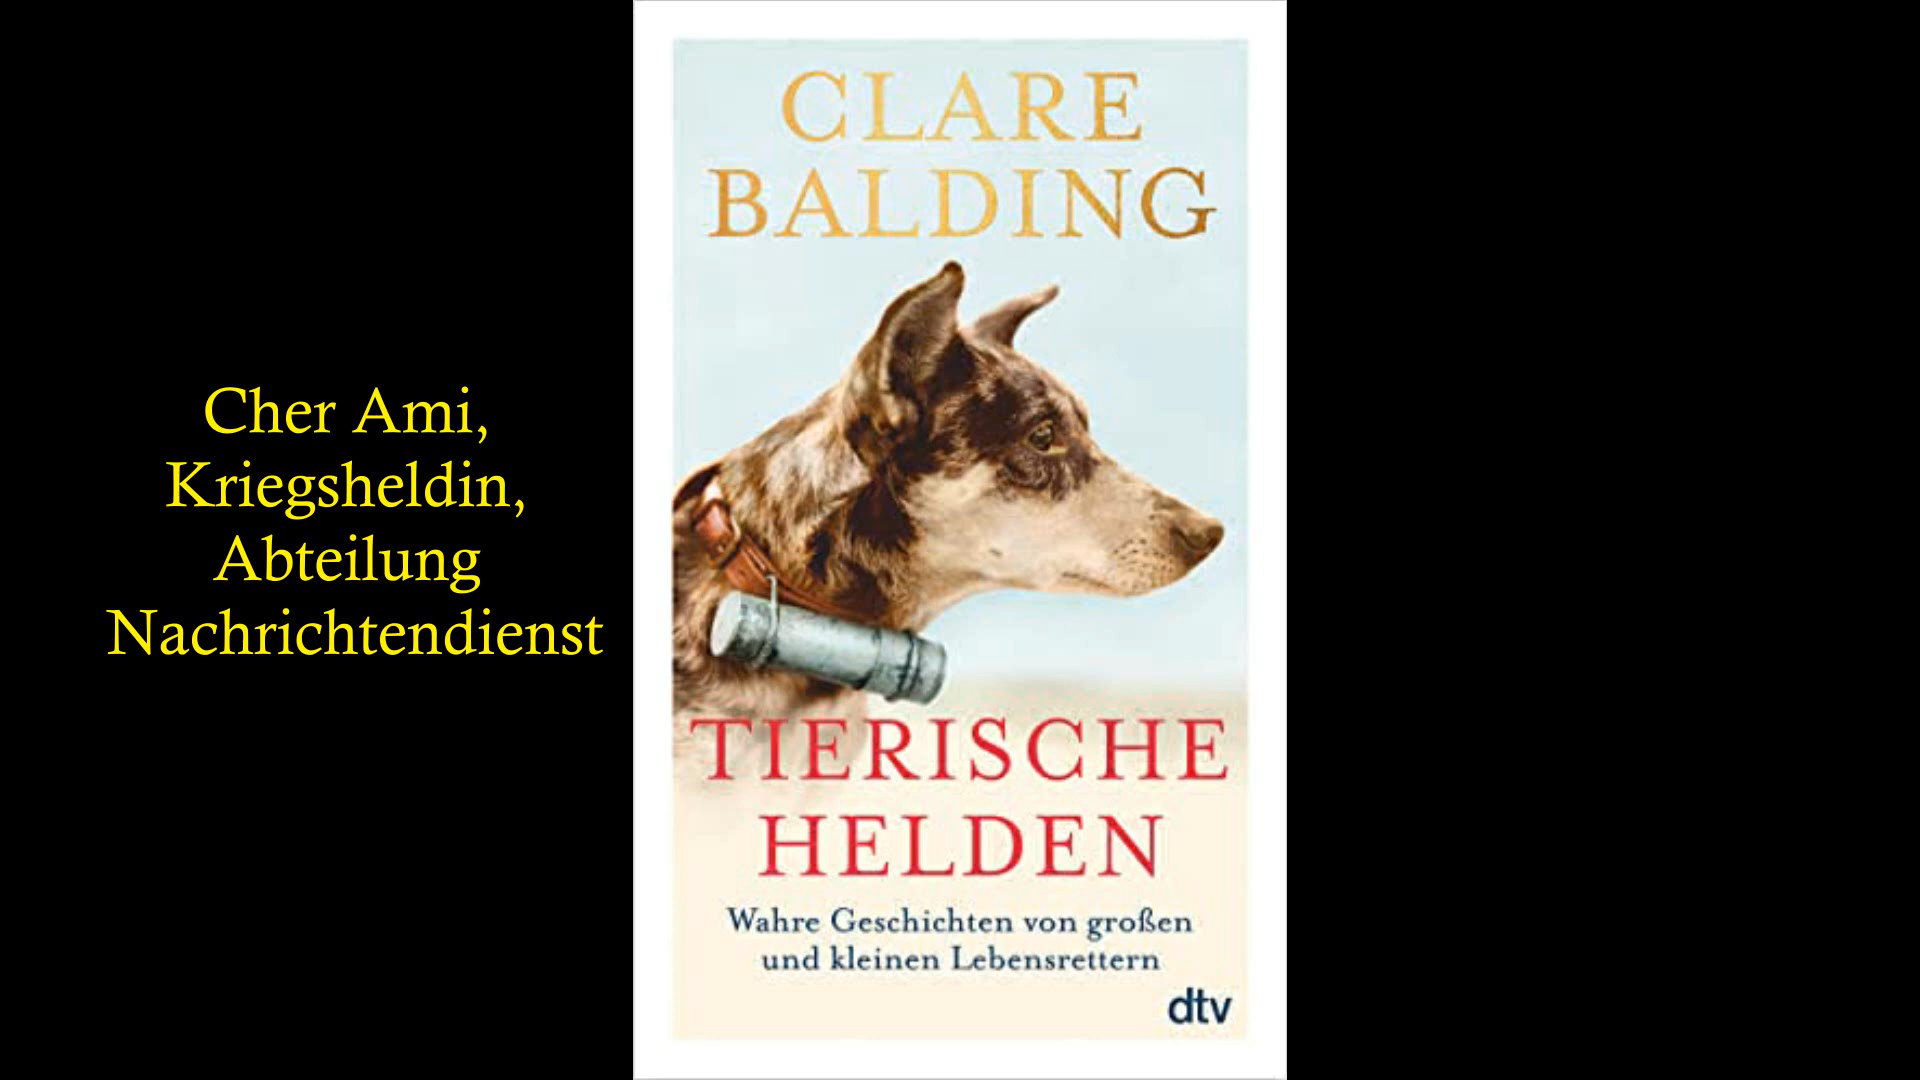 Cher Ami,
Kriegsheldin,
Abteilung
Nachrichtendienst
CLARE
BALDING
TIERISCHE
HELDEN
Wahre Geschichten von großen
und kleinen Lebensrettern
dtv